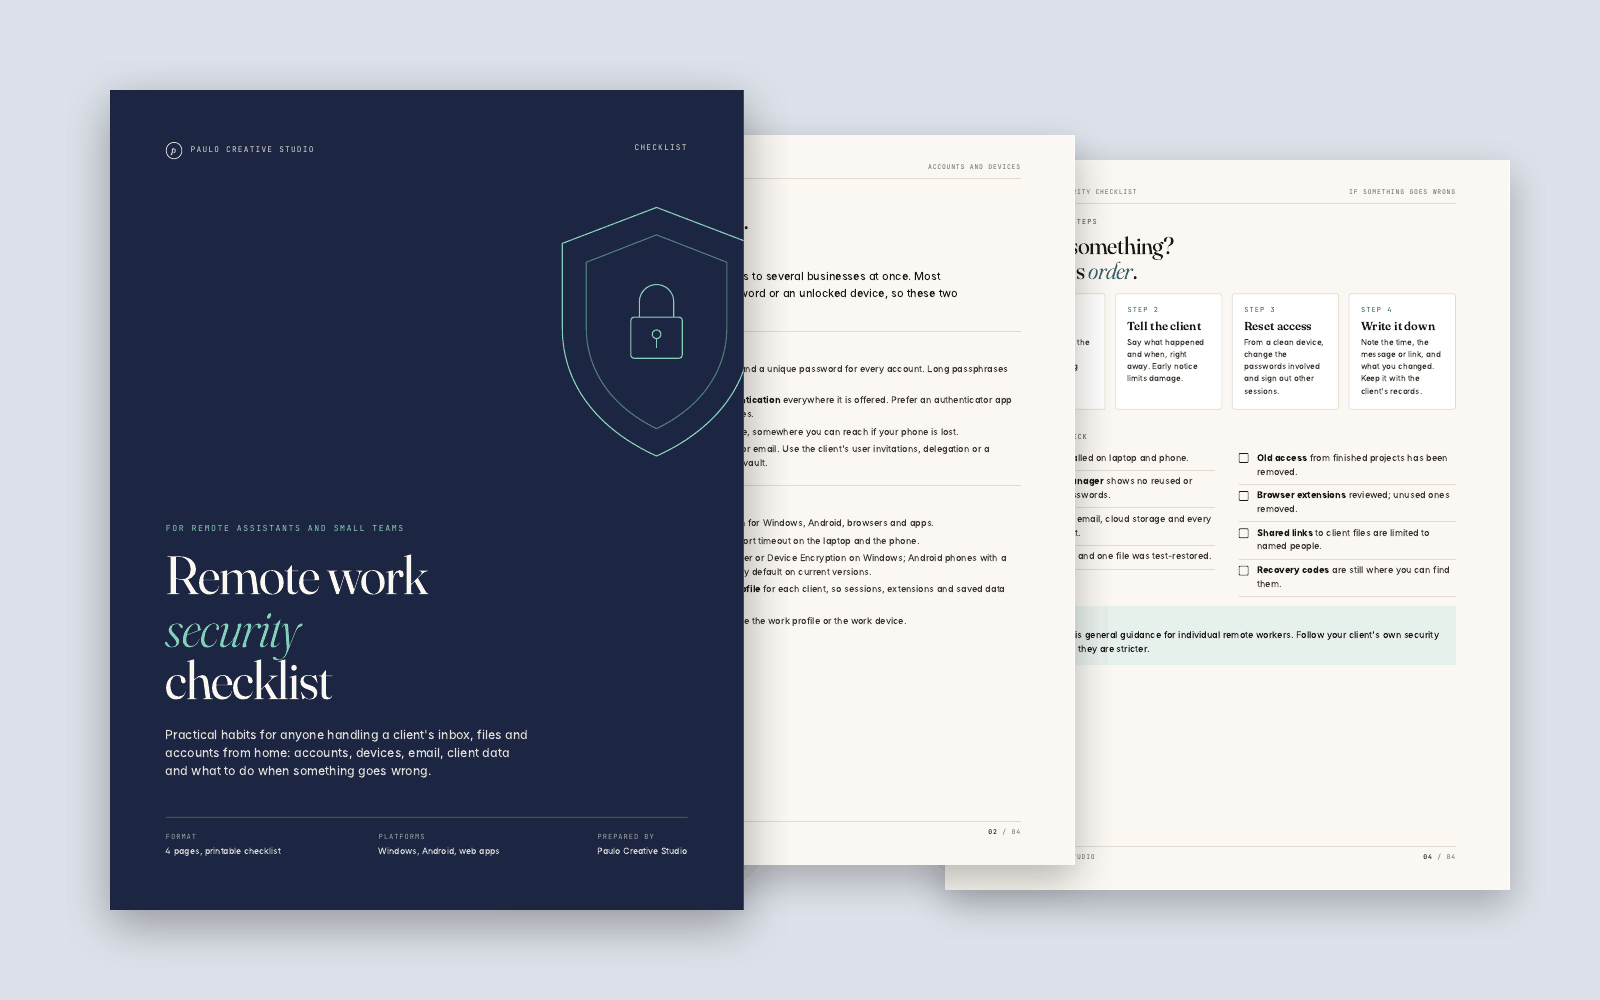 p
PAULO CREATIVE STUDIO
CHECKLIST
FOR REMOTE ASSISTANTS AND SMALL TEAMS
Remote work
security
checklist
Practical habits for anyone handling a client's inbox, files and
accounts from home: accounts, devices, email, client data
and what to do when something goes wrong.
FORMAT
4 pages, printable checklist
PLATFORMS
Windows, Android, web apps
PREPARED BY
Paulo Creative Studio
ACCOUNTS AND DEVICES
.
s to several businesses at once. Most
word or an unlocked device, so these two
and a unique password for every account. Long passphrases
everywhere it is offered. Prefer an authenticator app
es.
e, somewhere you can reach if your phone is lost.
or email. Use the client's user invitations, delegation or a
vault.
for Windows, Android, browsers and apps.
ort timeout on the laptop and the phone.
er or Device Encryption on Windows; Android phones with a
y default on current versions.
ofile for each client, so sessions, extensions and saved data
e the work profile or the work device.
02 / 04
RITY CHECKLIST
IF SOMETHING GOES WRONG
STEPS
something?
s order.
the
g
STEP 2
Tell the client
Say what happened
and when, right
away. Early notice
limits damage.
STEP 3
Reset access
From a clean device,
change the
passwords involved
and sign out other
sessions.
STEP 4
Write it down
Note the time, the
message or link, and
what you changed.
Keep it with the
client's records.
ECK
alled on laptop and phone.
anager shows no reused or
sswords.
email, cloud storage and every
t.
and one file was test-restored.
Old access from finished projects has been
removed.
Browser extensions reviewed; unused ones
removed.
Shared links to client files are limited to
named people.
Recovery codes are still where you can find
them.
is general guidance for individual remote workers. Follow your client's own security
they are stricter.
TUDIO
04 / 04